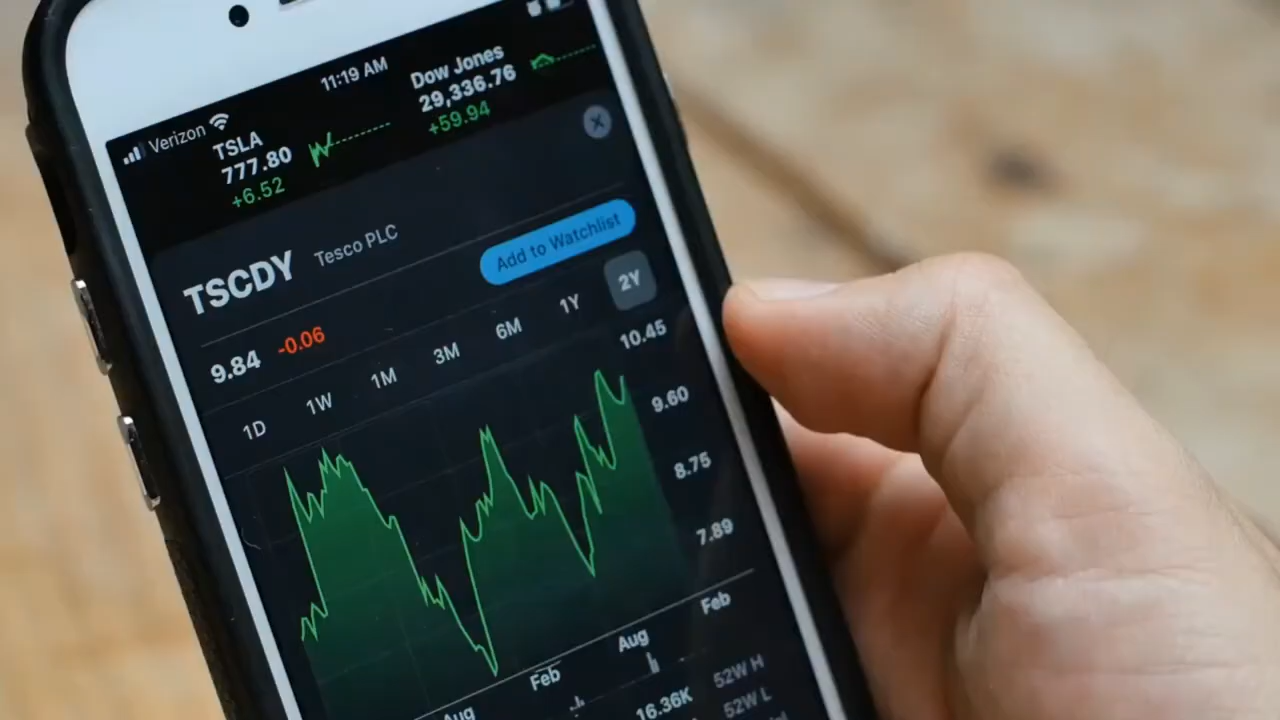 11:19 AM
Verizon
TSLA
777.80
+6.52
Dow Jones
29,336.76
+59.94
TSCDY Tesco PLC
Add to Watchlist
9.84 -0.06
1D 1W 1M 3M 6M 1Y 2Y
10.45
9.60
8.75
7.89
Aug Feb Aug Feb
16.36K
52W H
52W L